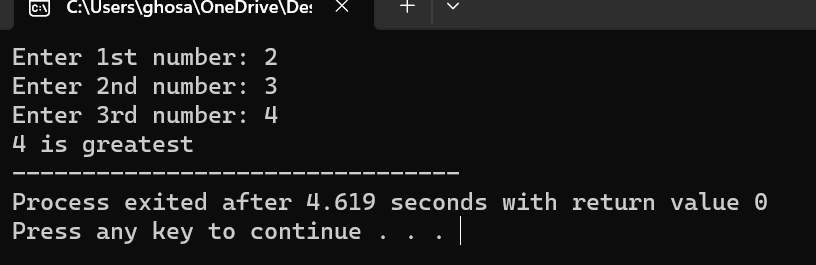 C:\Users\ghosa\OneDrive\Des
Enter 1st number: 2
Enter 2nd number: 3
Enter 3rd number: 4
4 is greatest
--------------------------------
Process exited after 4.619 seconds with return value 0
Press any key to continue . . .